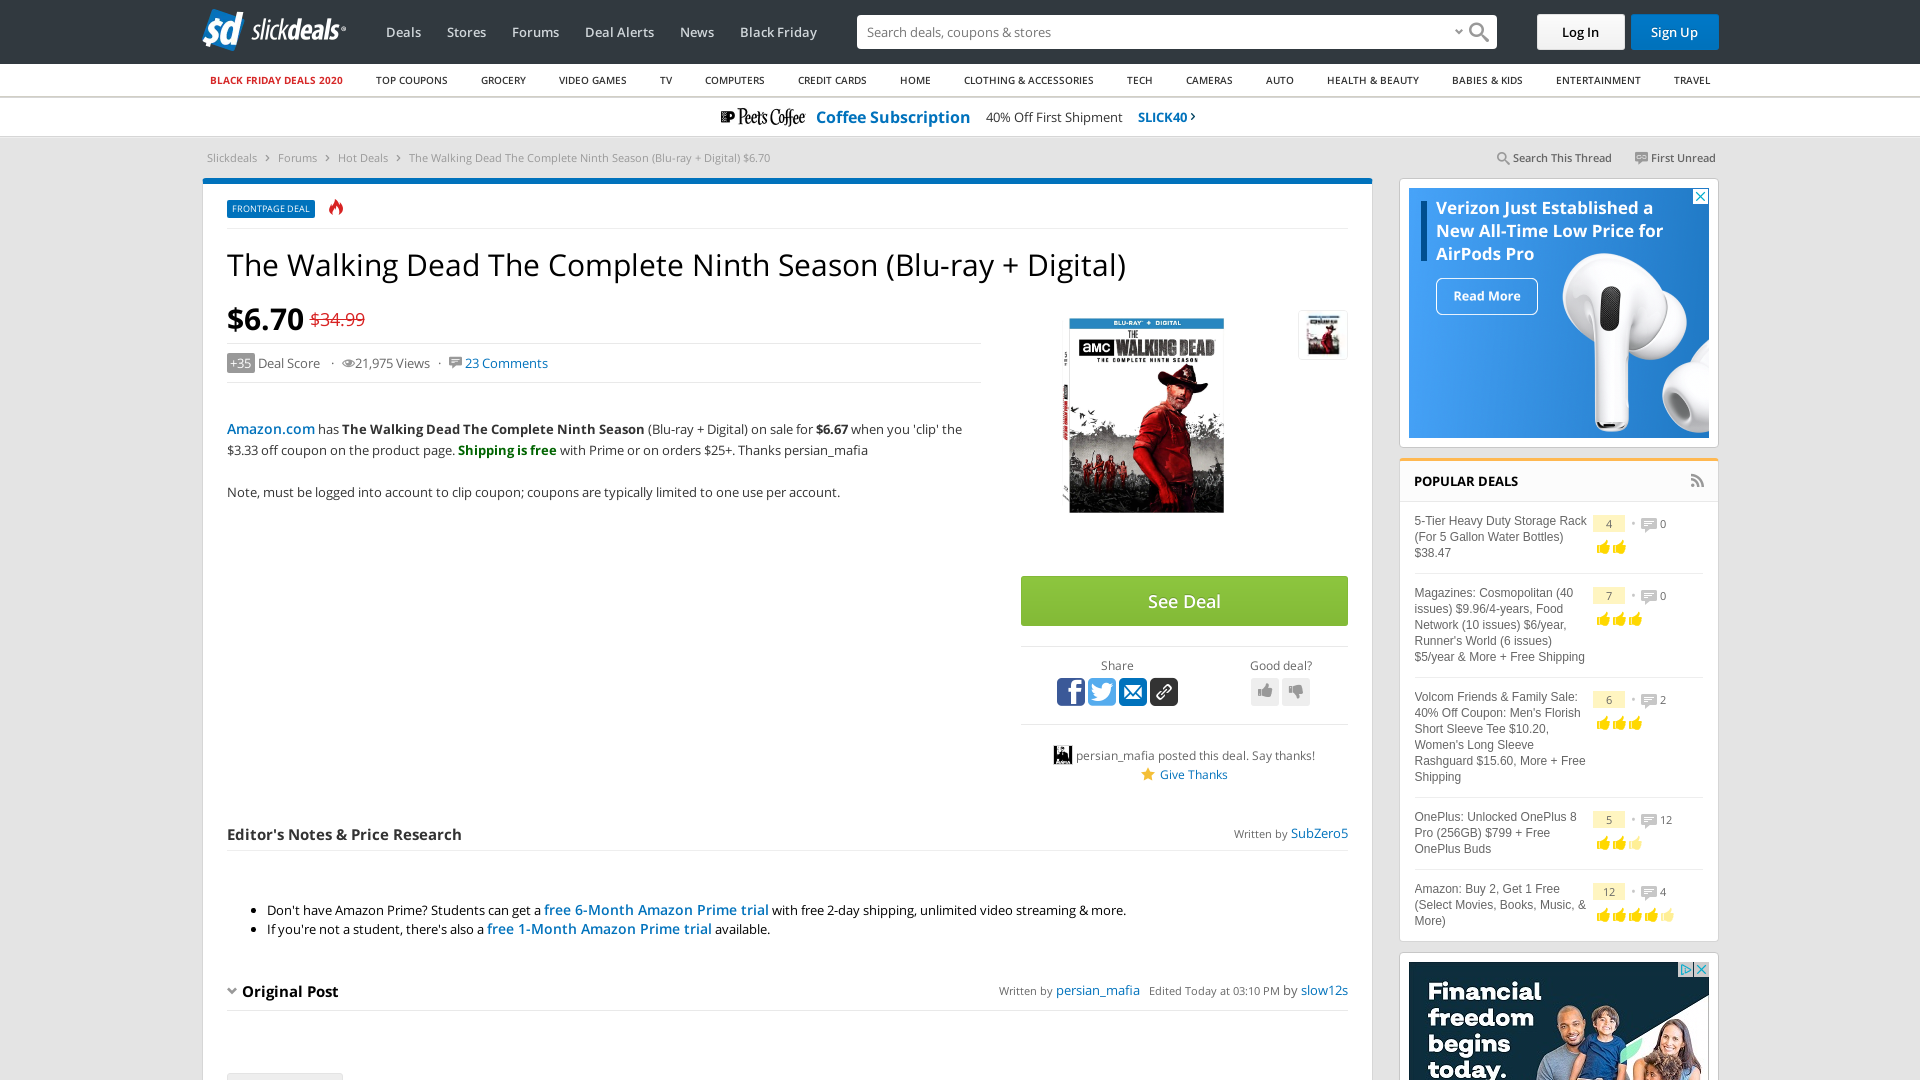 slickdeals
Deals
Stores
Forums
Deal Alerts
News
Black Friday
Search deals, coupons & stores
Log In
Sign Up
BLACK FRIDAY DEALS 2020
TOP COUPONS
GROCERY
VIDEO GAMES
TV
COMPUTERS
CREDIT CARDS
HOME
CLOTHING & ACCESSORIES
TECH
CAMERAS
AUTO
HEALTH & BEAUTY
BABIES & KIDS
ENTERTAINMENT
TRAVEL
Peet's Coffee Coffee Subscription 40% Off First Shipment SLICK40
Slickdeals > Forums > Hot Deals > The Walking Dead The Complete Ninth Season (Blu-ray + Digital) $6.70
Search This Thread
First Unread
FRONTPAGE DEAL
The Walking Dead The Complete Ninth Season (Blu-ray + Digital)
$6.70 $34.99
+35 Deal Score · 21,975 Views · 23 Comments
Amazon.com has The Walking Dead The Complete Ninth Season (Blu-ray + Digital) on sale for $6.67 when you 'clip' the
$3.33 off coupon on the product page. Shipping is free with Prime or on orders $25+. Thanks persian_mafia
Note, must be logged into account to clip coupon; coupons are typically limited to one use per account.
BLU-RAY + DIGITAL
THE
AMC WALKING DEAD
THE COMPLETE NINTH SEASON
See Deal
Share
Good deal?
persian_mafia posted this deal. Say thanks!
Give Thanks
Editor's Notes & Price Research
Written by SubZero5
• Don't have Amazon Prime? Students can get a free 6-Month Amazon Prime trial with free 2-day shipping, unlimited video streaming & more.
• If you're not a student, there's also a free 1-Month Amazon Prime trial available.
Original Post
Written by persian_mafia Edited Today at 03:10 PM by slow12s
Verizon Just Established a
New All-Time Low Price for
AirPods Pro
Read More
POPULAR DEALS
5-Tier Heavy Duty Storage Rack
(For 5 Gallon Water Bottles)
$38.47
4 • 0
Magazines: Cosmopolitan (40
issues) $9.96/4-years, Food
Network (10 issues) $6/year,
Runner's World (6 issues)
$5/year & More + Free Shipping
7 • 0
Volcom Friends & Family Sale:
40% Off Coupon: Men's Florish
Short Sleeve Tee $10.20,
Women's Long Sleeve
Rashguard $15.60, More + Free
Shipping
6 • 2
OnePlus: Unlocked OnePlus 8
Pro (256GB) $799 + Free
OnePlus Buds
5 • 12
Amazon: Buy 2, Get 1 Free
(Select Movies, Books, Music, &
More)
12 • 4
Financial
freedom
begins
today.